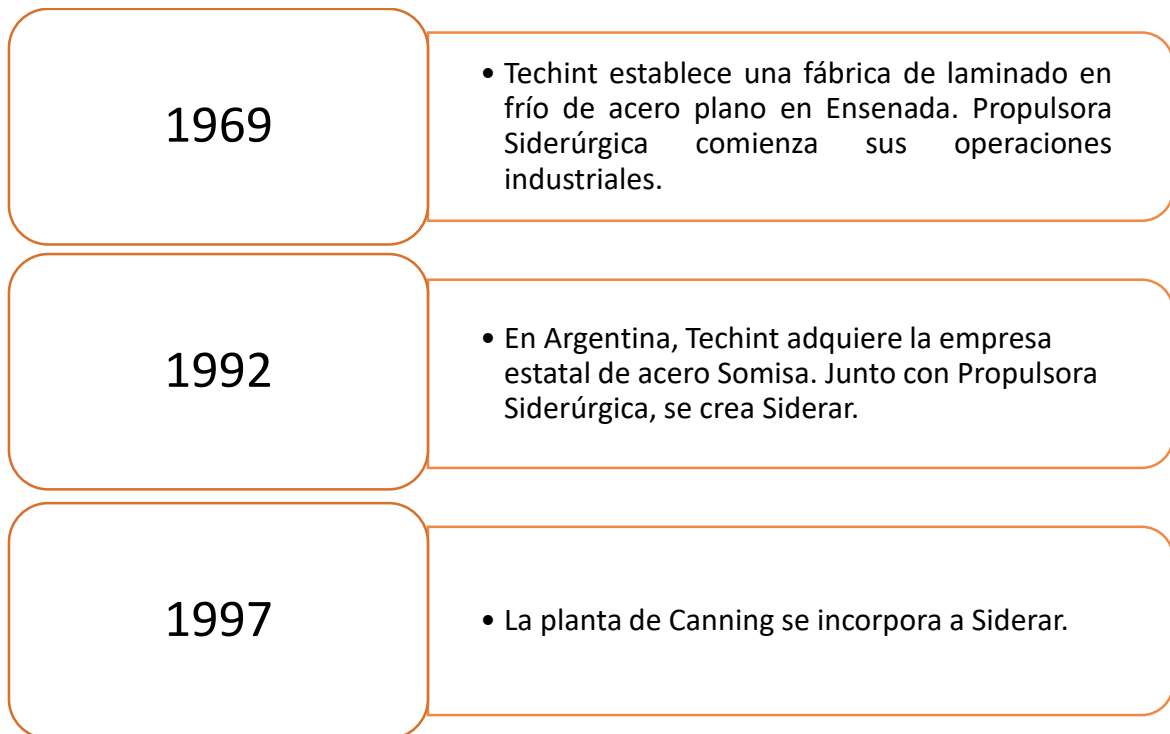 1969
• Techint establece una fábrica de laminado en
frío de acero plano en Ensenada. Propulsora
Siderúrgica comienza sus operaciones
industriales.
1992
• En Argentina, Techint adquiere la empresa
estatal de acero Somisa. Junto con Propulsora
Siderúrgica, se crea Siderar.
1997
• La planta de Canning se incorpora a Siderar.